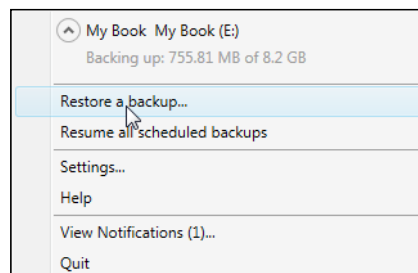 My Book My Book (E:)
Backing up: 755.81 MB of 8.2 GB
Restore a backup...
Resume all scheduled backups
Settings...
Help
View Notifications (1)...
Quit